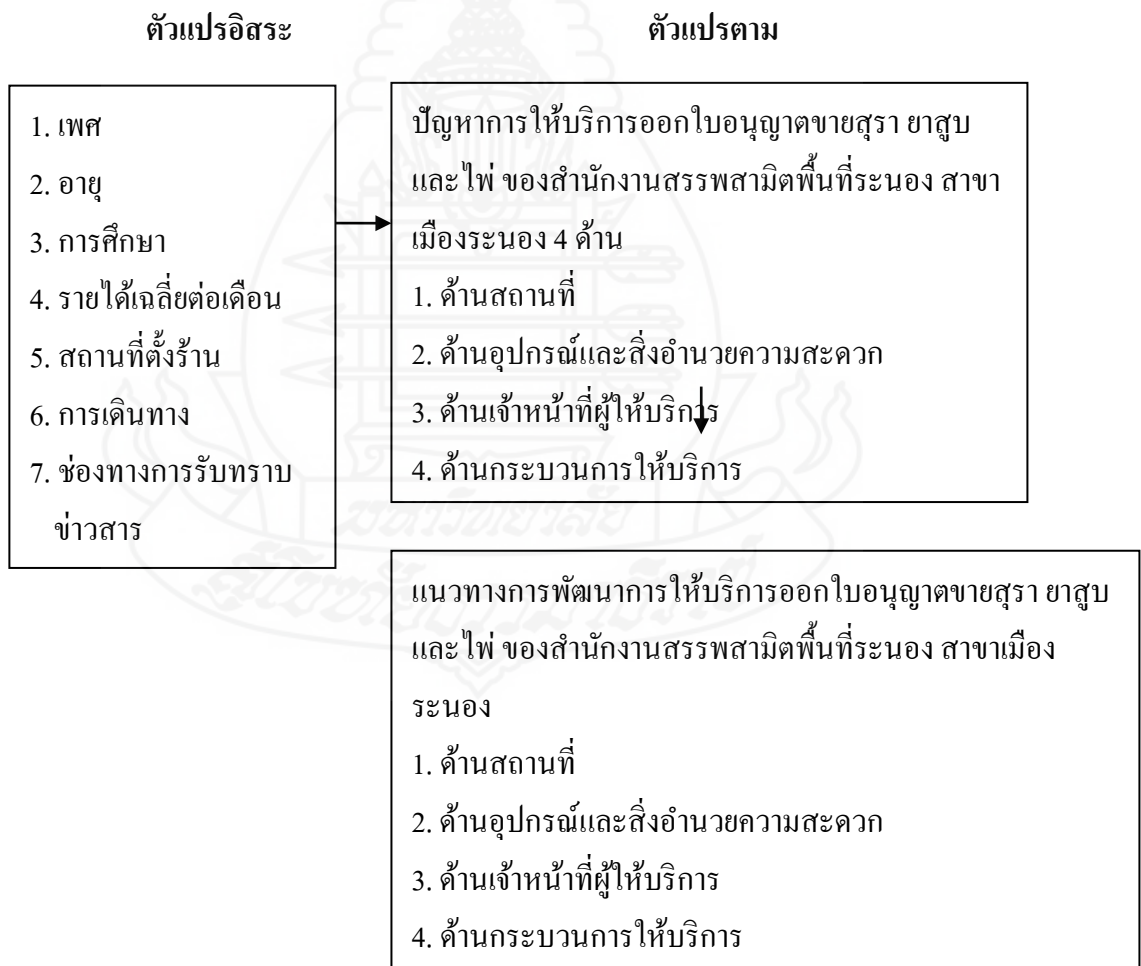 ตัวแปรอิสระ
ตัวแปรตาม
1. เพศ
2. อายุ
3. การศึกษา
4. รายได้เฉลี่ยต่อเดือน
5. สถานที่ตั้งร้าน
6. การเดินทาง
7. ช่องทางการรับทราบ
ข่าวสาร
ปัญหาการให้บริการออกใบอนุญาตขายสุรา ยาสูบ
และไพ่ ของสำนักงานสรรพสามิตพื้นที่ระนอง สาขา
เมืองระนอง 4 ด้าน
1. ด้านสถานที่
2. ด้านอุปกรณ์และสิ่งอำนวยความสะดวก
3. ด้านเจ้าหน้าที่ผู้ให้บริการ
4. ด้านกระบวนการให้บริการ
แนวทางการพัฒนาการให้บริการออกใบอนุญาตขายสุรา ยาสูบ
และไพ่ ของสำนักงานสรรพสามิตพื้นที่ระนอง สาขาเมือง
ระนอง
1. ด้านสถานที่
2. ด้านอุปกรณ์และสิ่งอำนวยความสะดวก
3. ด้านเจ้าหน้าที่ผู้ให้บริการ
4. ด้านกระบวนการให้บริการ